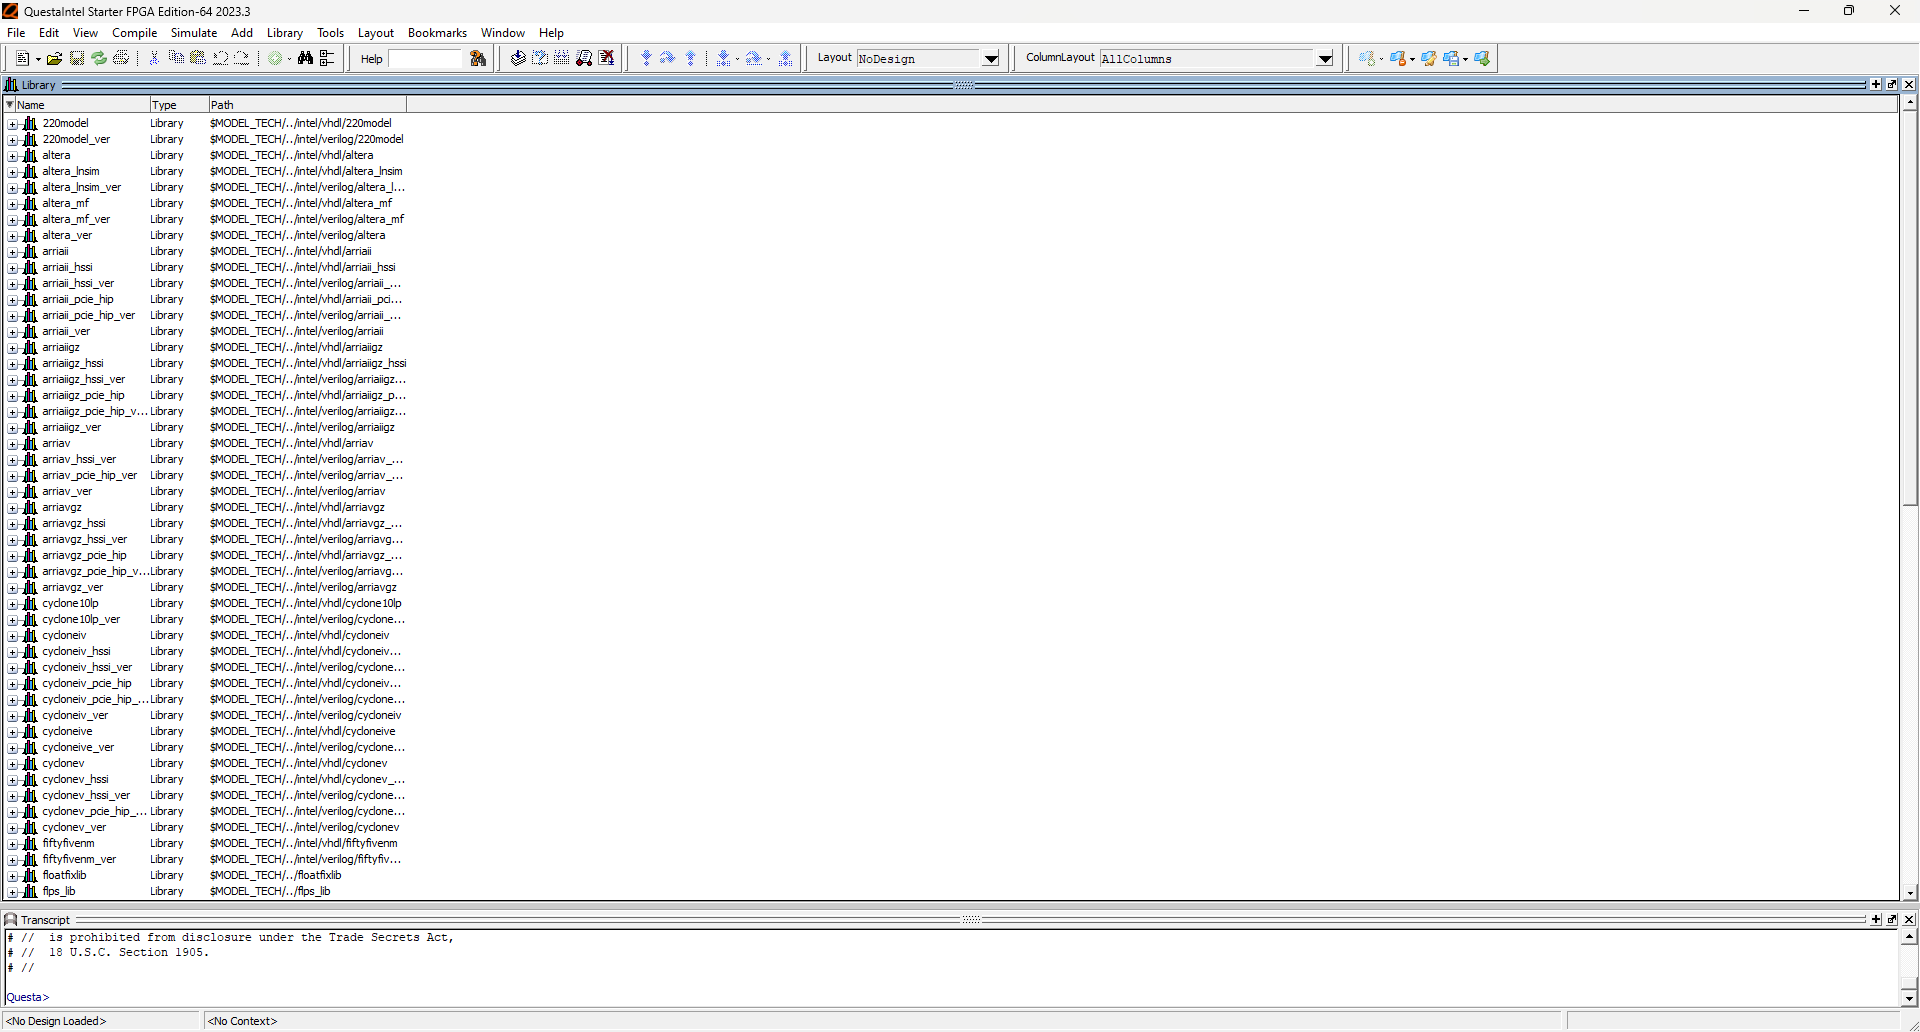 QuestaIntel Starter FPGA Edition-64 2023.3
File Edit View Compile Simulate Add Library Tools Layout Bookmarks Window Help
Help Layout NoDesign ColumnLayout AllColumns
Library
Name Type Path
220model Library $MODEL_TECH/../intel/vhdl/220model
220model_ver Library $MODEL_TECH/../intel/verilog/220model
altera Library $MODEL_TECH/../intel/vhdl/altera
altera_lnsim Library $MODEL_TECH/../intel/vhdl/altera_lnsim
altera_lnsim_ver Library $MODEL_TECH/../intel/verilog/altera_l...
altera_mf Library $MODEL_TECH/../intel/vhdl/altera_mf
altera_mf_ver Library $MODEL_TECH/../intel/verilog/altera_mf
altera_ver Library $MODEL_TECH/../intel/verilog/altera
arriaii Library $MODEL_TECH/../intel/vhdl/arriaii
arriaii_hssi Library $MODEL_TECH/../intel/vhdl/arriaii_hssi
arriaii_hssi_ver Library $MODEL_TECH/../intel/verilog/arriaii_...
arriaii_pcie_hip Library $MODEL_TECH/../intel/vhdl/arriaii_pci...
arriaii_pcie_hip_ver Library $MODEL_TECH/../intel/verilog/arriaii_...
arriaii_ver Library $MODEL_TECH/../intel/verilog/arriaii
arriaiigz Library $MODEL_TECH/../intel/vhdl/arriaiigz
arriaiigz_hssi Library $MODEL_TECH/../intel/vhdl/arriaiigz_hssi
arriaiigz_hssi_ver Library $MODEL_TECH/../intel/verilog/arriaiigz...
arriaiigz_pcie_hip Library $MODEL_TECH/../intel/vhdl/arriaiigz_p...
arriaiigz_pcie_hip_v... Library $MODEL_TECH/../intel/verilog/arriaiigz...
arriaiigz_ver Library $MODEL_TECH/../intel/verilog/arriaiigz
arriav Library $MODEL_TECH/../intel/vhdl/arriav
arriav_hssi_ver Library $MODEL_TECH/../intel/verilog/arriav_...
arriav_pcie_hip_ver Library $MODEL_TECH/../intel/verilog/arriav_...
arriav_ver Library $MODEL_TECH/../intel/verilog/arriav
arriavgz Library $MODEL_TECH/../intel/vhdl/arriavgz
arriavgz_hssi Library $MODEL_TECH/../intel/vhdl/arriavgz_...
arriavgz_hssi_ver Library $MODEL_TECH/../intel/verilog/arriavg...
arriavgz_pcie_hip Library $MODEL_TECH/../intel/vhdl/arriavgz_...
arriavgz_pcie_hip_v... Library $MODEL_TECH/../intel/verilog/arriavg...
arriavgz_ver Library $MODEL_TECH/../intel/verilog/arriavgz
cyclone10lp Library $MODEL_TECH/../intel/vhdl/cyclone10lp
cyclone10lp_ver Library $MODEL_TECH/../intel/verilog/cyclone...
cycloneiv Library $MODEL_TECH/../intel/vhdl/cycloneiv
cycloneiv_hssi Library $MODEL_TECH/../intel/vhdl/cycloneiv...
cycloneiv_hssi_ver Library $MODEL_TECH/../intel/verilog/cyclone...
cycloneiv_pcie_hip Library $MODEL_TECH/../intel/vhdl/cycloneiv...
cycloneiv_pcie_hip_... Library $MODEL_TECH/../intel/verilog/cyclone...
cycloneiv_ver Library $MODEL_TECH/../intel/verilog/cycloneiv
cycloneive Library $MODEL_TECH/../intel/vhdl/cycloneive
cycloneive_ver Library $MODEL_TECH/../intel/verilog/cyclone...
cyclonev Library $MODEL_TECH/../intel/vhdl/cyclonev
cyclonev_hssi Library $MODEL_TECH/../intel/vhdl/cyclonev_...
cyclonev_hssi_ver Library $MODEL_TECH/../intel/verilog/cyclone...
cyclonev_pcie_hip_... Library $MODEL_TECH/../intel/verilog/cyclone...
cyclonev_ver Library $MODEL_TECH/../intel/verilog/cyclonev
fiftyfivenm Library $MODEL_TECH/../intel/vhdl/fiftyfivenm
fiftyfivenm_ver Library $MODEL_TECH/../intel/verilog/fiftyfiv...
floatfixlib Library $MODEL_TECH/../floatfixlib
flps_lib Library $MODEL_TECH/../flps_lib
Transcript
# // is prohibited from disclosure under the Trade Secrets Act,
# // 18 U.S.C. Section 1905.
# //
Questa>
<No Design Loaded> <No Context>